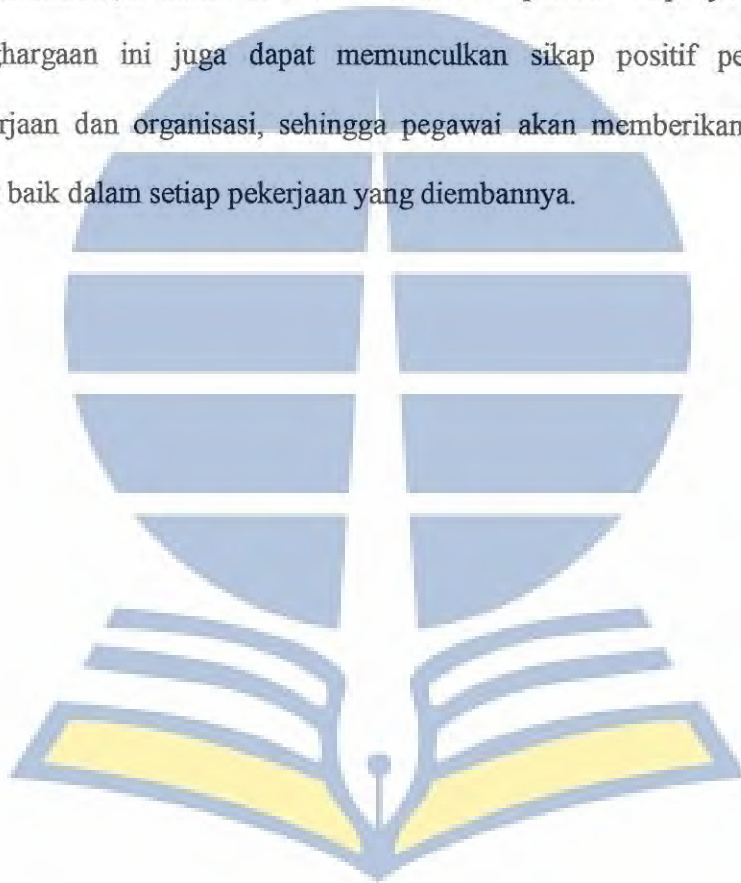 ghargaan ini juga dapat memunculkan sikap positif pe
rjaan dan organisasi, sehingga pegawai akan memberikan
baik dalam setiap pekerjaan yang diembannya.